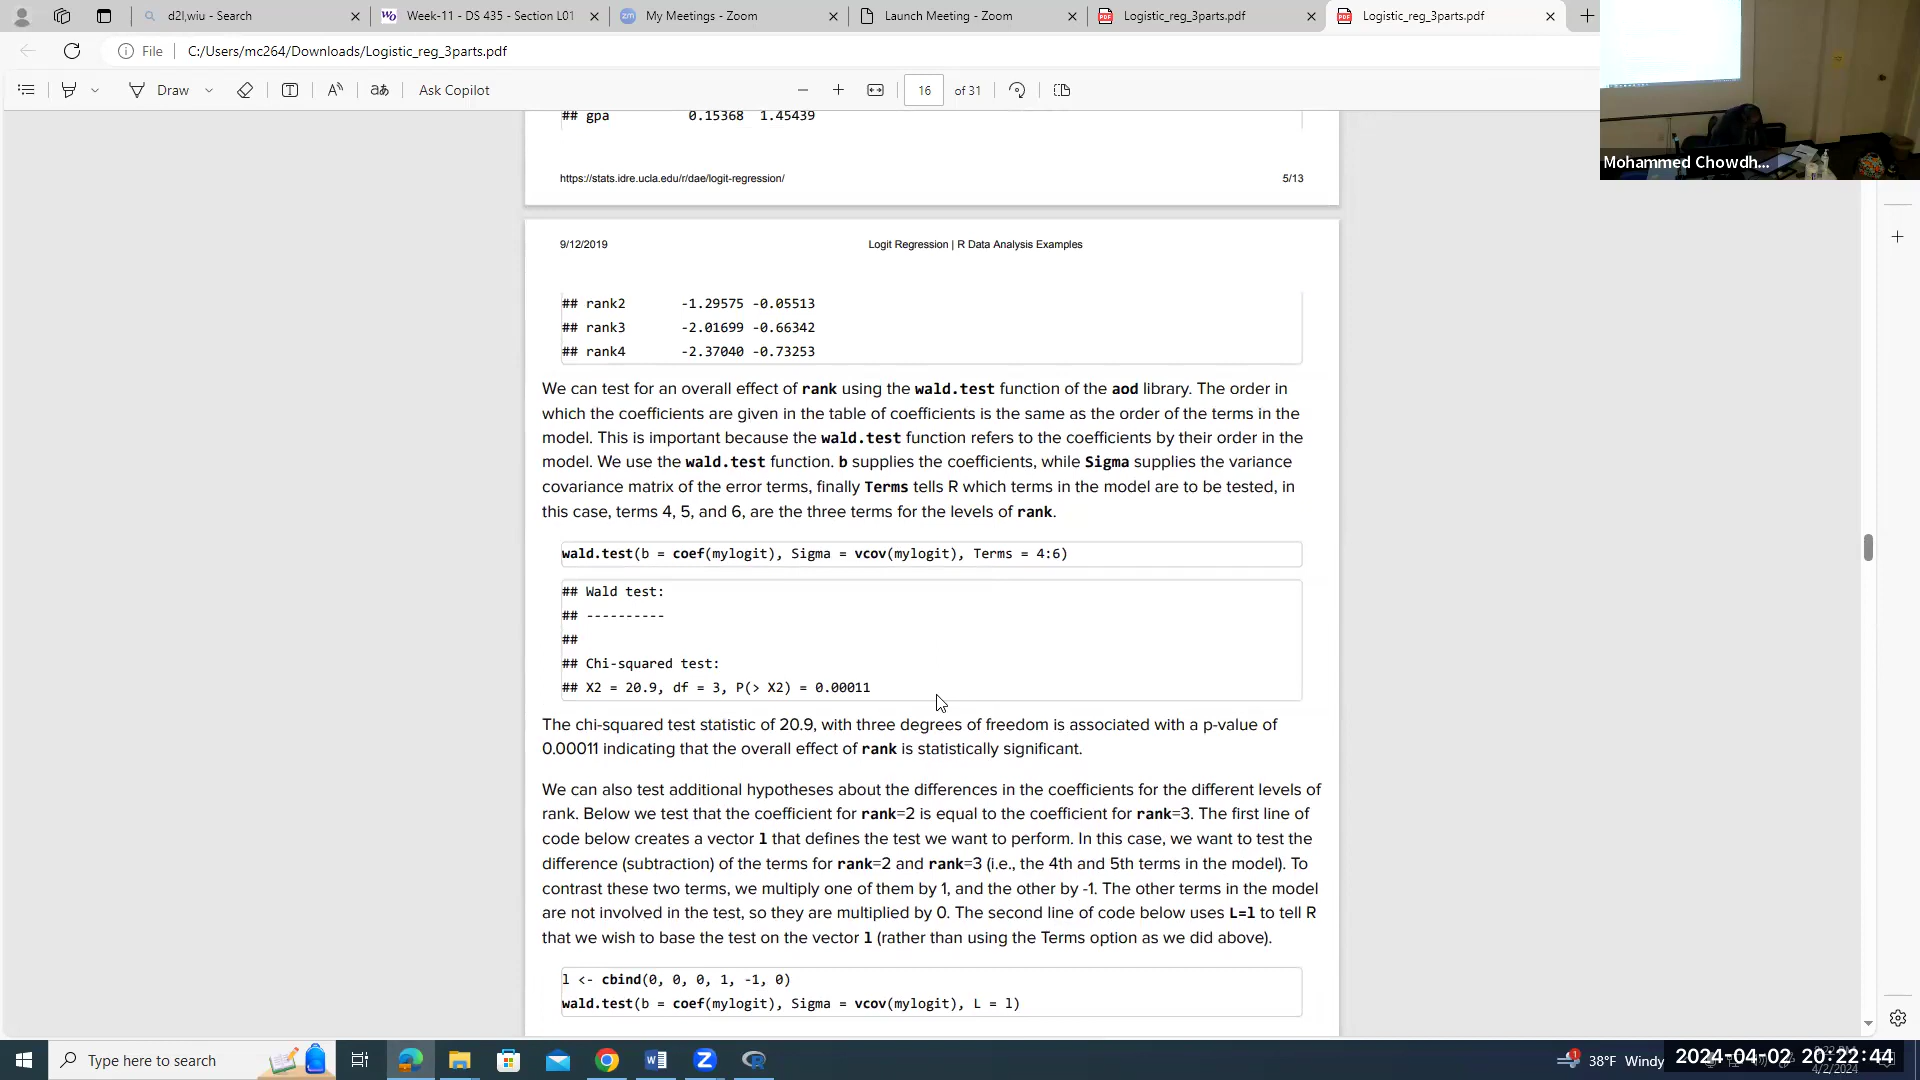 d2l,wiu - Search
Week-11 - DS 435 - Section L01
My Meetings - Zoom
Launch Meeting - Zoom
Logistic_reg_3parts.pdf
Logistic_reg_3parts.pdf
File C:/Users/mc264/Downloads/Logistic_reg_3parts.pdf
Draw
Ask Copilot
16 of 31
Mohammed Chowdh...
## gpa 0.15368 1.45439
https://stats.idre.ucla.edu/r/dae/logit-regression/ 5/13
9/12/2019 Logit Regression | R Data Analysis Examples
## rank2 -1.29575 -0.05513
## rank3 -2.01699 -0.66342
## rank4 -2.37040 -0.73253
We can test for an overall effect of rank using the wald.test function of the aod library. The order in
which the coefficients are given in the table of coefficients is the same as the order of the terms in the
model. This is important because the wald.test function refers to the coefficients by their order in the
model. We use the wald.test function. b supplies the coefficients, while Sigma supplies the variance
covariance matrix of the error terms, finally Terms tells R which terms in the model are to be tested, in
this case, terms 4, 5, and 6, are the three terms for the levels of rank.
wald.test(b = coef(mylogit), Sigma = vcov(mylogit), Terms = 4:6)
## Wald test:
## ----------
##
## Chi-squared test:
## X2 = 20.9, df = 3, P(> X2) = 0.00011
The chi-squared test statistic of 20.9, with three degrees of freedom is associated with a p-value of
0.00011 indicating that the overall effect of rank is statistically significant.
We can also test additional hypotheses about the differences in the coefficients for the different levels of
rank. Below we test that the coefficient for rank=2 is equal to the coefficient for rank=3. The first line of
code below creates a vector l that defines the test we want to perform. In this case, we want to test the
difference (subtraction) of the terms for rank=2 and rank=3 (i.e., the 4th and 5th terms in the model). To
contrast these two terms, we multiply one of them by 1, and the other by -1. The other terms in the model
are not involved in the test, so they are multiplied by 0. The second line of code below uses L=l to tell R
that we wish to base the test on the vector l (rather than using the Terms option as we did above).
l <- cbind(0, 0, 0, 1, -1, 0)
wald.test(b = coef(mylogit), Sigma = vcov(mylogit), L = l)
Type here to search
38°F Windy
2024-04-02 20:22:44
4/2/2024